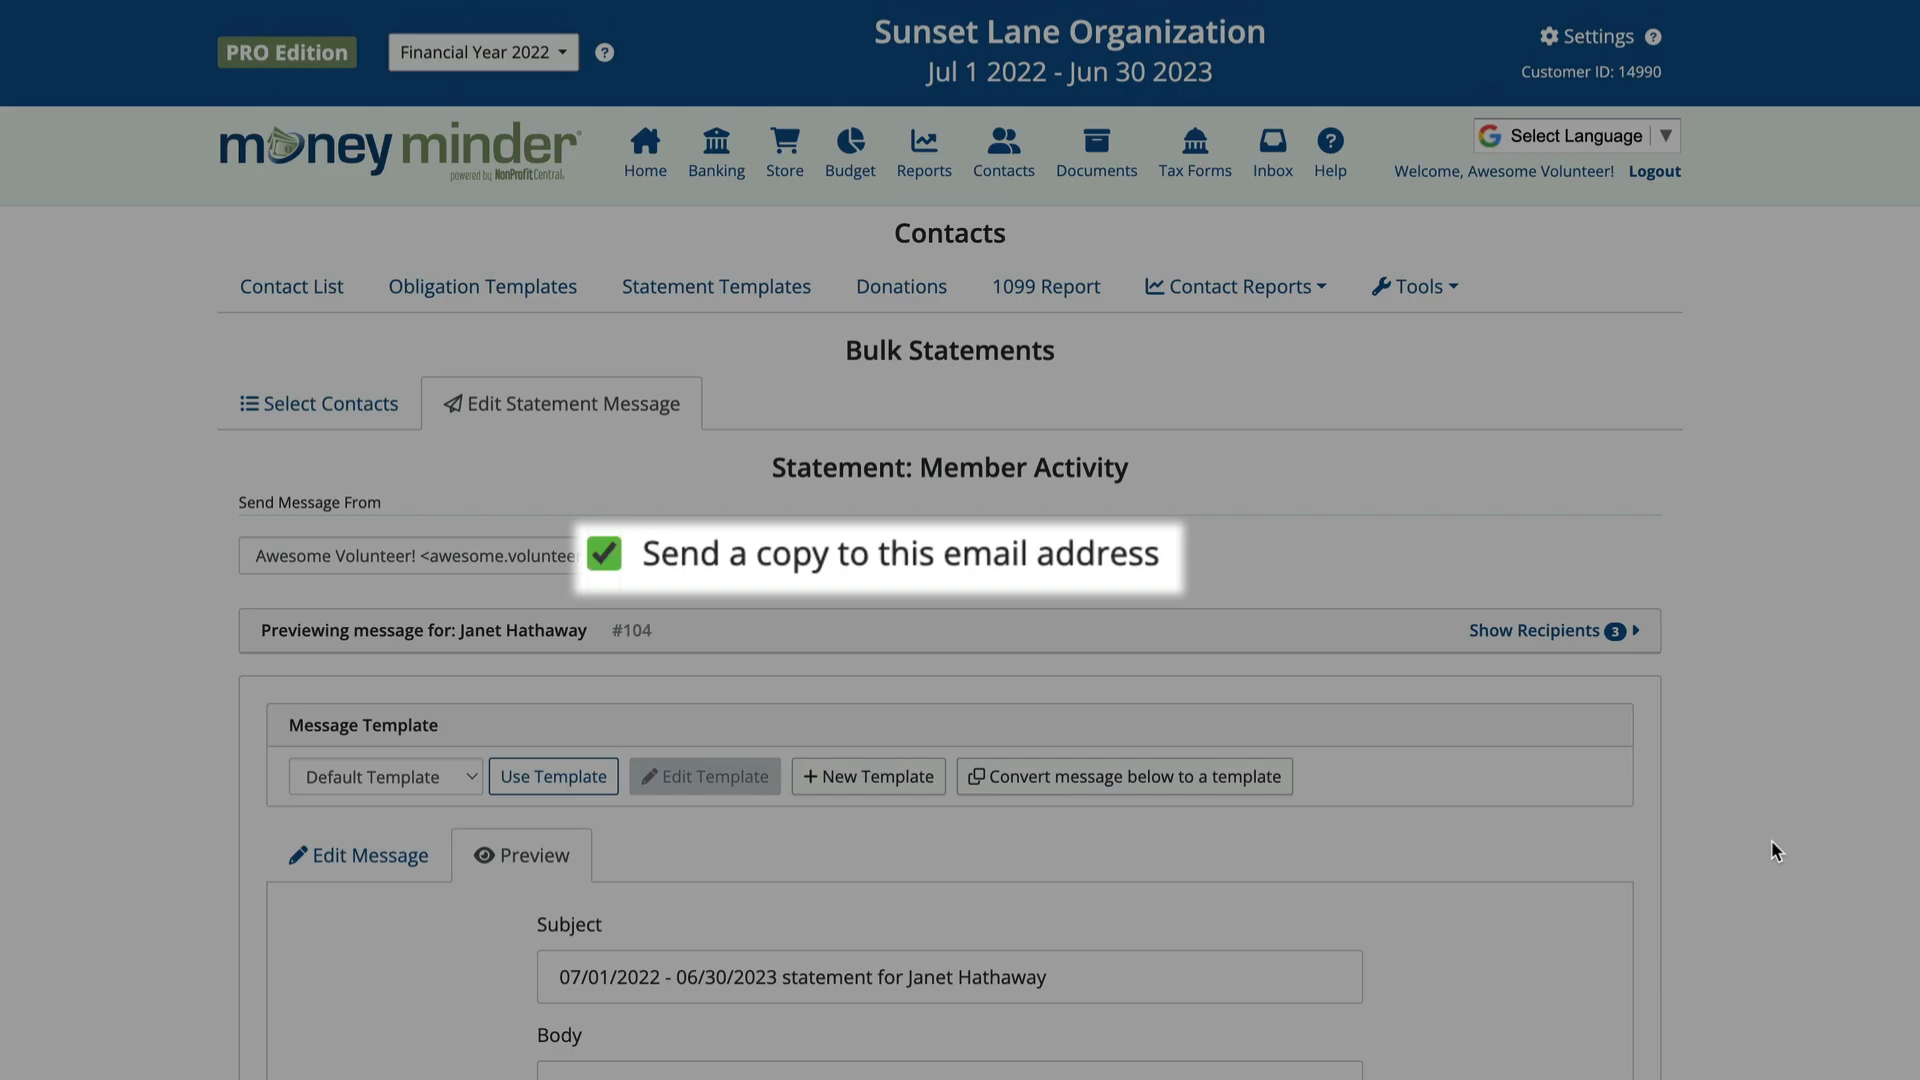 PRO Edition
Financial Year 2022
Sunset Lane Organization
Jul 1 2022 - Jun 30 2023
Settings
Customer ID: 14990
money minder
powered by NonProfitCentral
Home
Banking
Store
Budget
Reports
Contacts
Documents
Tax Forms
Inbox
Help
Select Language
Welcome, Awesome Volunteer! Logout
Contacts
Contact List
Obligation Templates
Statement Templates
Donations
1099 Report
Contact Reports
Tools
Bulk Statements
Select Contacts
Edit Statement Message
Statement: Member Activity
Send Message From
Awesome Volunteer! <awesome.voluntee
Send a copy to this email address
Previewing message for: Janet Hathaway #104
Show Recipients 3
Message Template
Default Template
Use Template
Edit Template
+ New Template
Convert message below to a template
Edit Message
Preview
Subject
07/01/2022 - 06/30/2023 statement for Janet Hathaway
Body